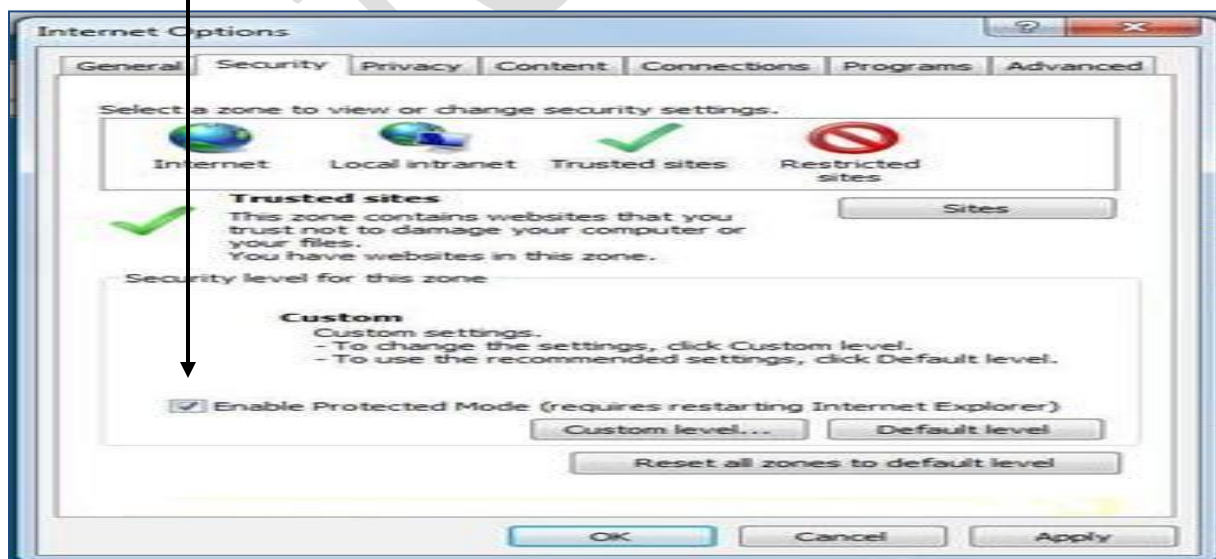 Internet Options
General Security Privacy Content Connections Programs Advanced
Select a zone to view or change security settings.
Internet Local intranet Trusted sites Restricted sites
Trusted sites
This zone contains websites that you
trust not to damage your computer or
your files.
You have websites in this zone.
Sites
Security level for this zone
Custom
Custom settings.
- To change the settings, click Custom level.
- To use the recommended settings, click Default level.
Enable Protected Mode (requires restarting Internet Explorer)
Custom level... Default level
Reset all zones to default level
OK Cancel Apply